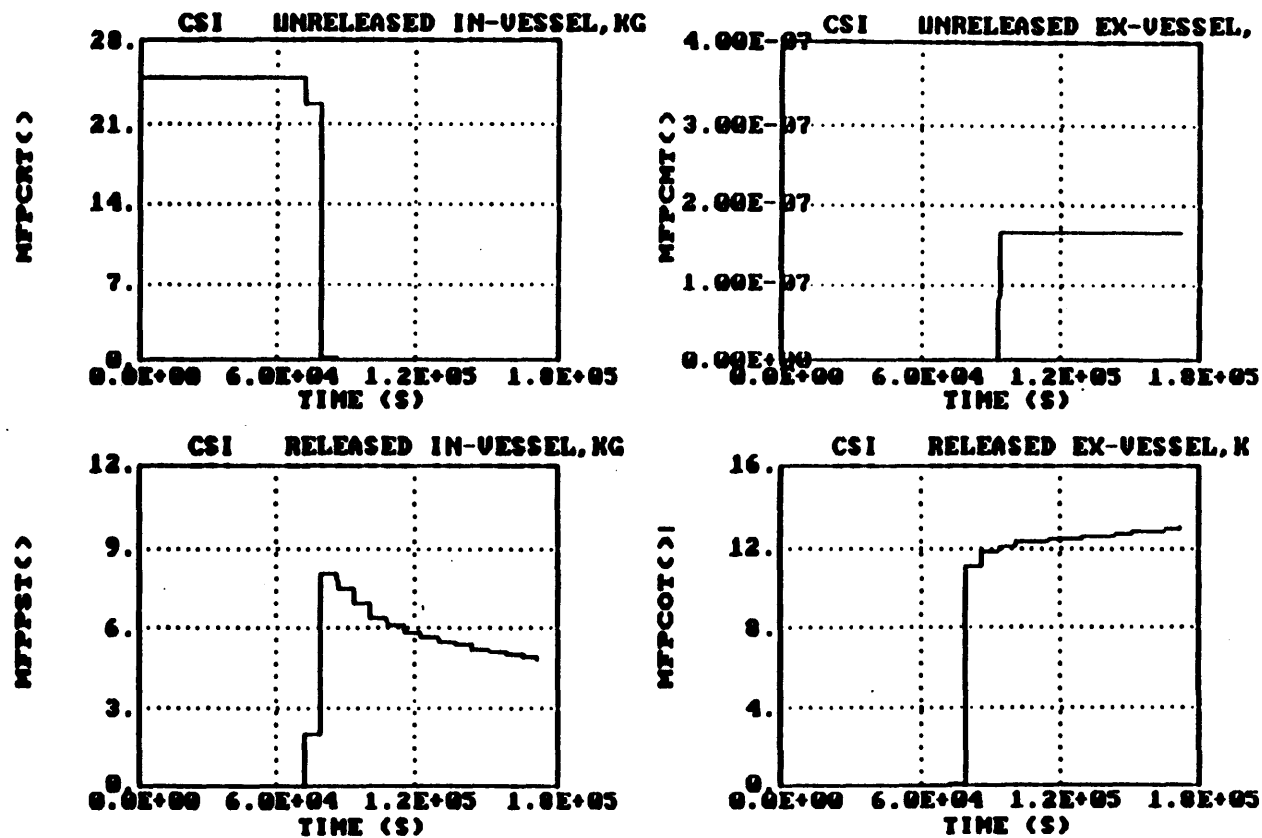 CSI UNRELEASED IN-VESSEL,KG
28.
21.
14.
7.
0.
MFPCRT()
0.0E+00 6.0E+04 1.2E+05 1.8E+05
TIME (S)
CSI UNRELEASED EX-VESSEL,
4.00E-07
3.00E-07
2.00E-07
1.00E-07
0.00E+00
MFPCMT()
0.0E+00 6.0E+04 1.2E+05 1.8E+05
TIME (S)
CSI RELEASED IN-VESSEL,KG
12.
9.
6.
3.
0.
MFPPST()
0.0E+00 6.0E+04 1.2E+05 1.8E+05
TIME (S)
CSI RELEASED EX-VESSEL,K
16.
12.
8.
4.
0.
MFPCOT()|
0.0E+00 6.0E+04 1.2E+05 1.8E+05
TIME (S)